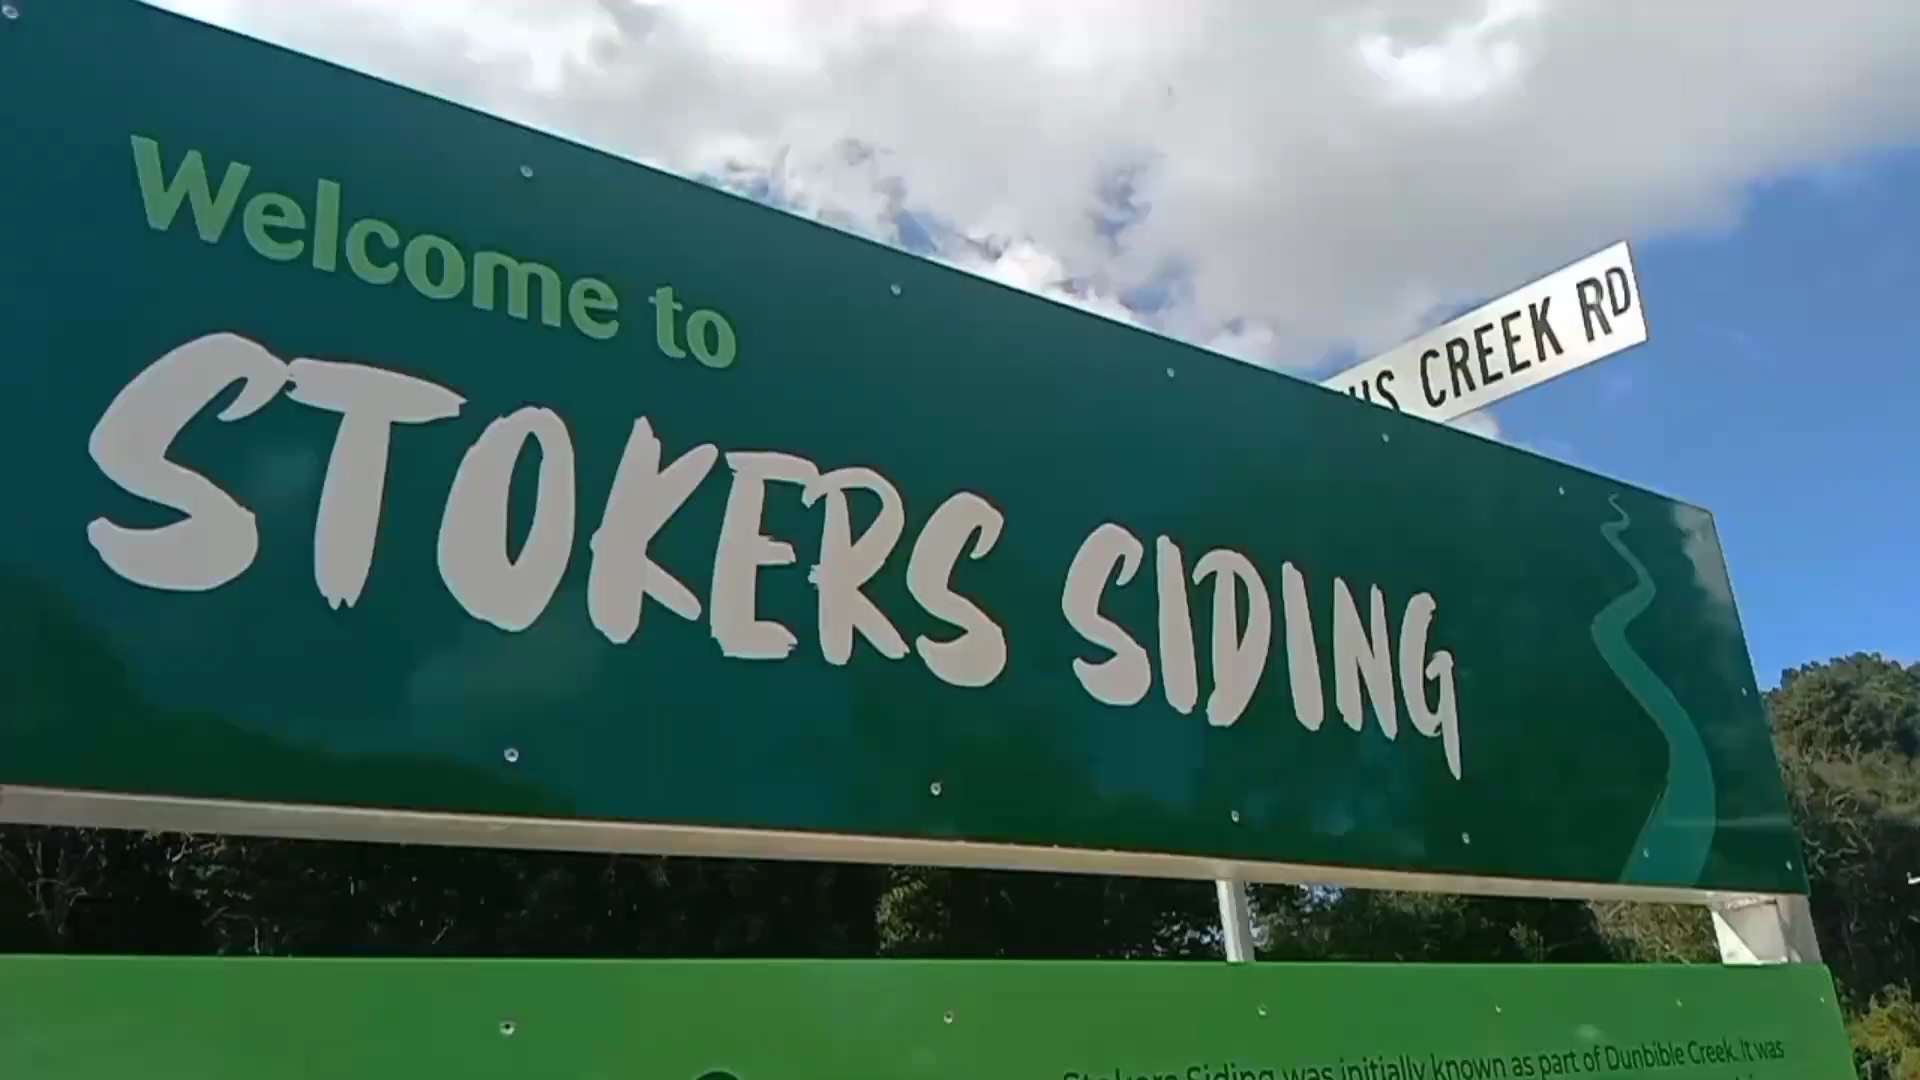 Welcome to
STOKERS SIDING
CREEK RD
Stokers Siding was initially known as part of Dunbible Creek. It was